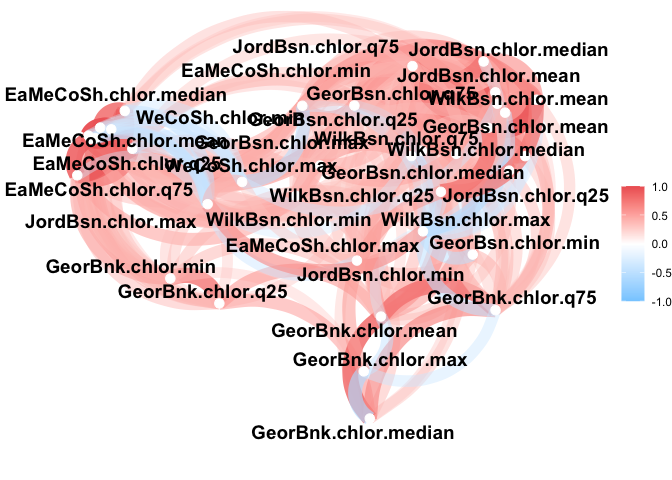 JordBsn.chlor.q75
JordBsn.chlor.median
EaMeCoSh.chlor.min
JordBsn.chlor.mean
EaMeCoSh.chlor.median
GeorBsn.chlor.q75
WilkBsn.chlor.mean
WeCoSh.chlor.min
GeorBsn.chlor.q25
GeorBsn.chlor.mean
EaMeCoSh.chlor.mean
GeorBsn.chlor.max
WilkBsn.chlor.q75
WilkBsn.chlor.median
EaMeCoSh.chlor.q25
WeCoSh.chlor.max
GeorBsn.chlor.median
EaMeCoSh.chlor.q75
WilkBsn.chlor.q25
JordBsn.chlor.q25
JordBsn.chlor.max
WilkBsn.chlor.min
WilkBsn.chlor.max
EaMeCoSh.chlor.max
GeorBsn.chlor.min
GeorBnk.chlor.min
JordBsn.chlor.min
GeorBnk.chlor.q25
GeorBnk.chlor.q75
GeorBnk.chlor.mean
GeorBnk.chlor.max
GeorBnk.chlor.median
1.0
0.5
0.0
-0.5
-1.0